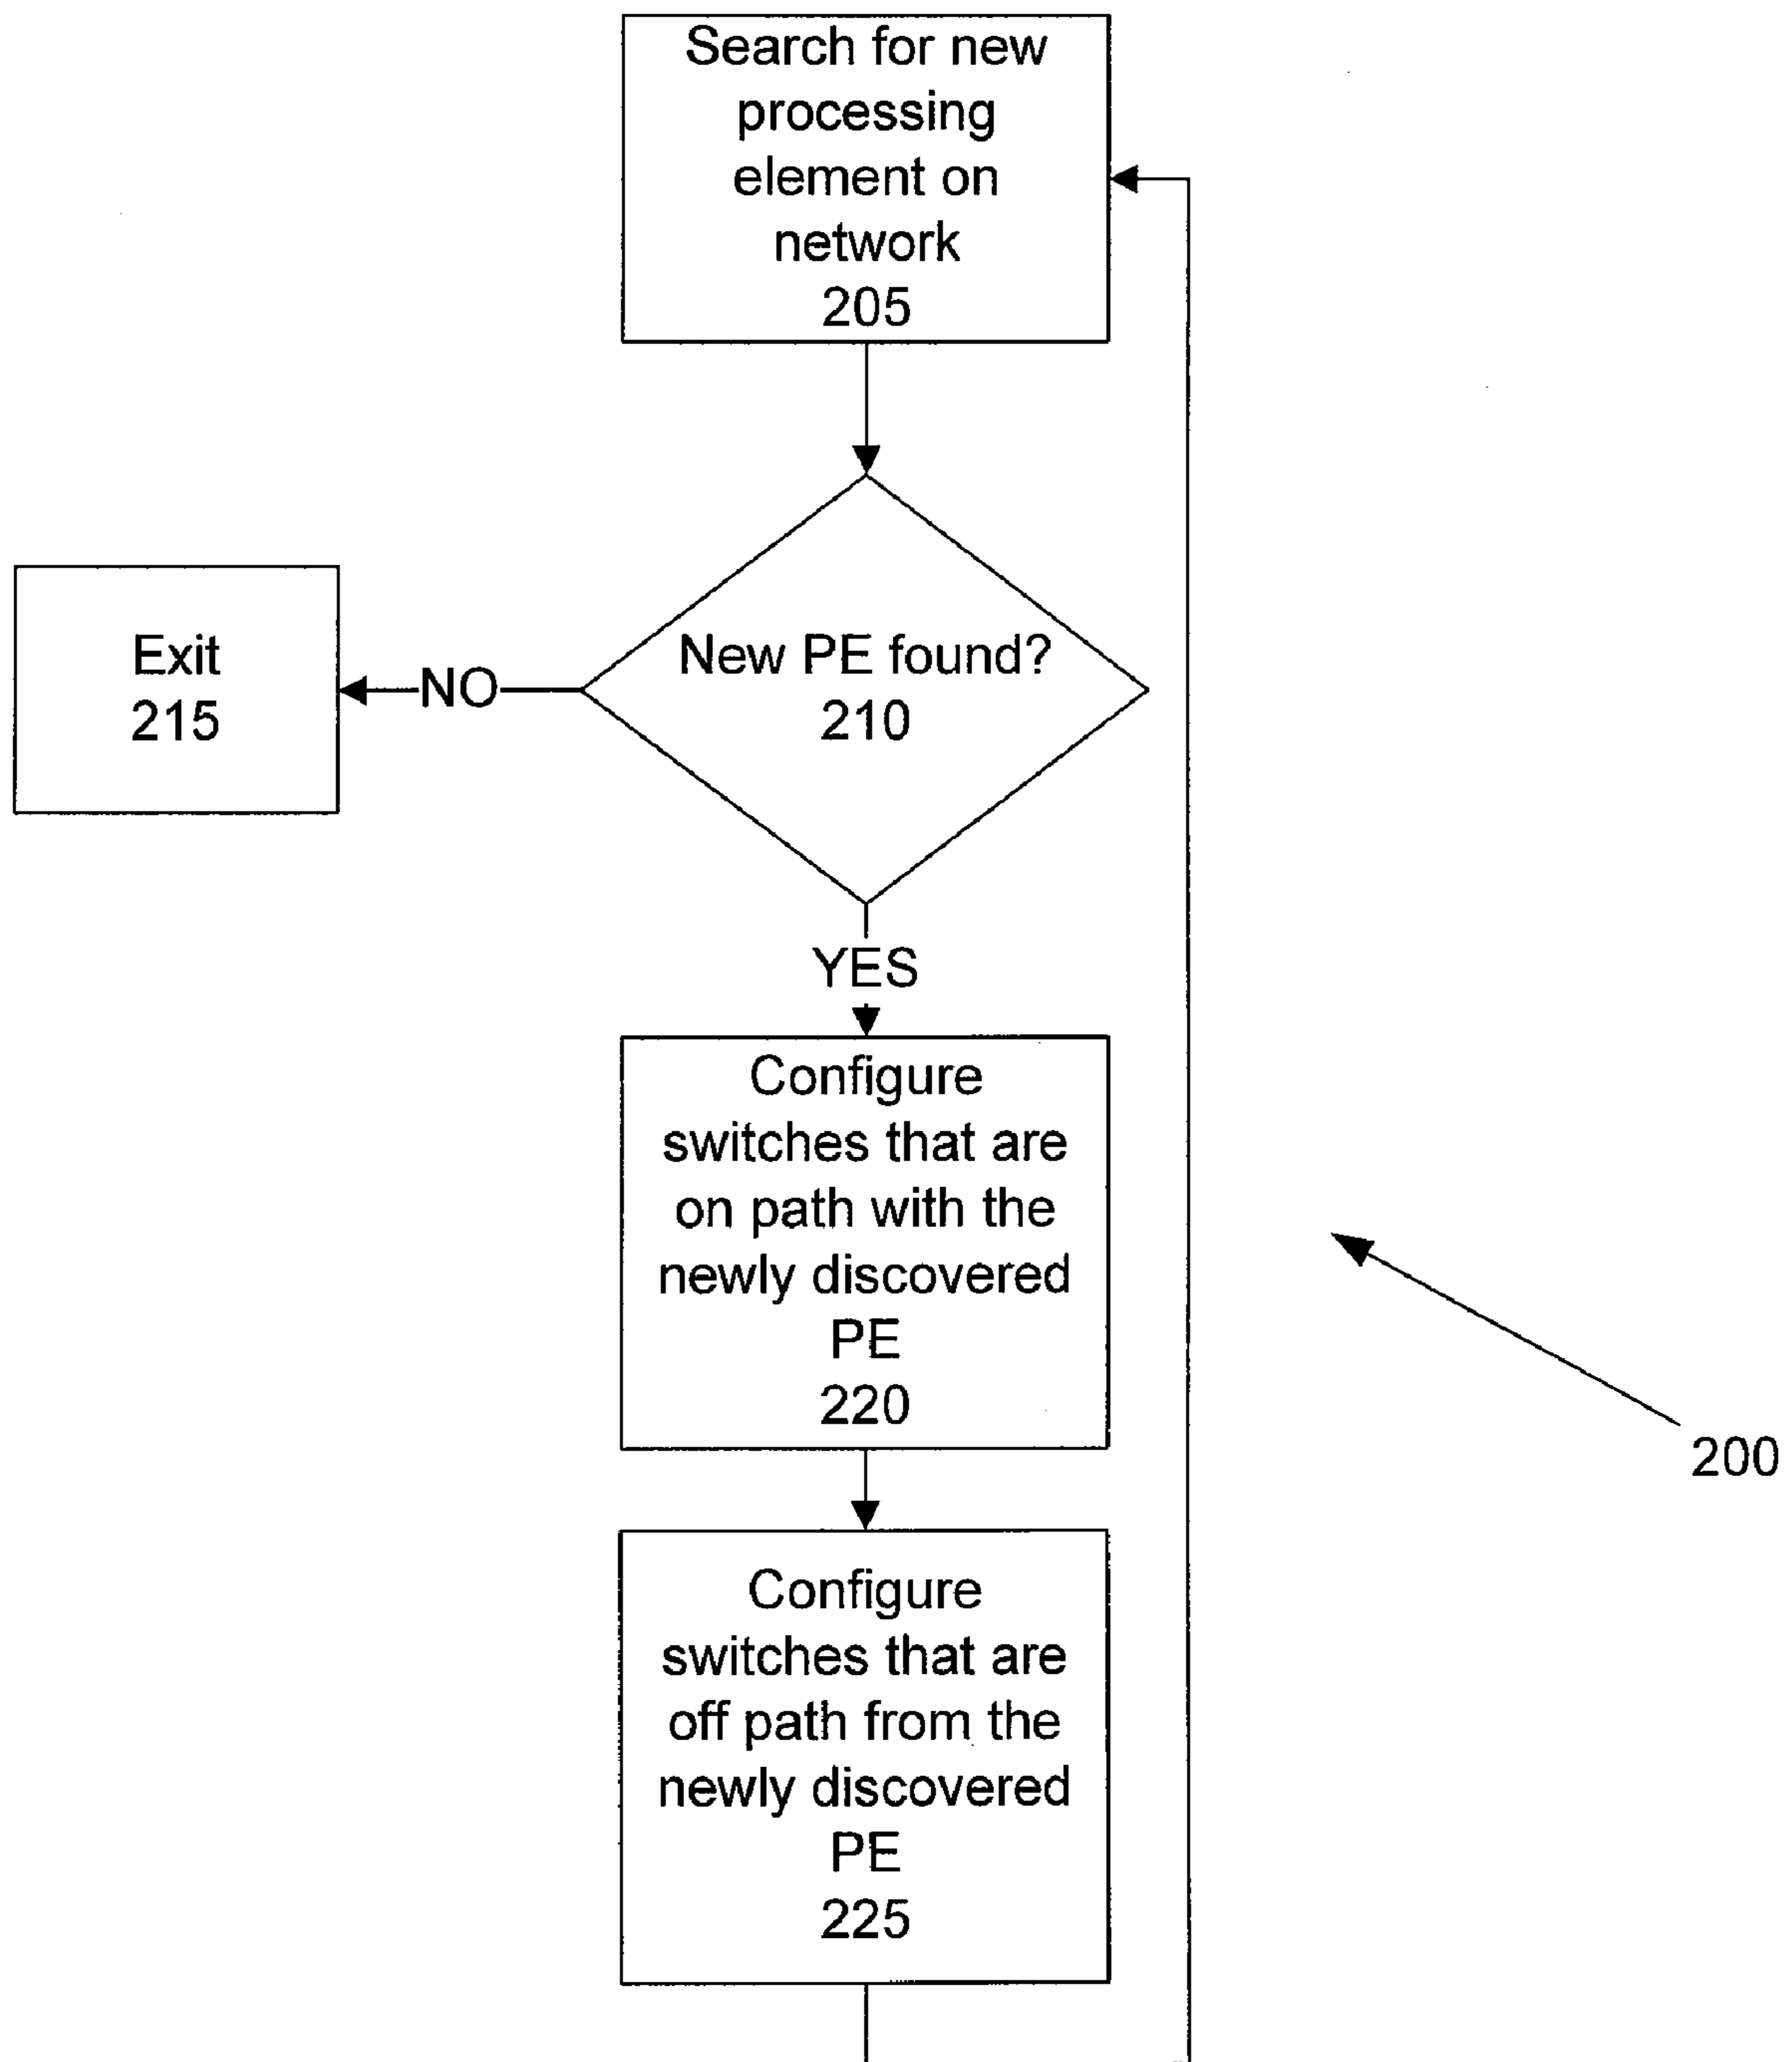 Search for new
processing
element on
network
205
New PE found?
210
Exit
215
NO
YES
Configure
switches that are
on path with the
newly discovered
PE
220
200
Configure
switches that are
off path from the
newly discovered
PE
225